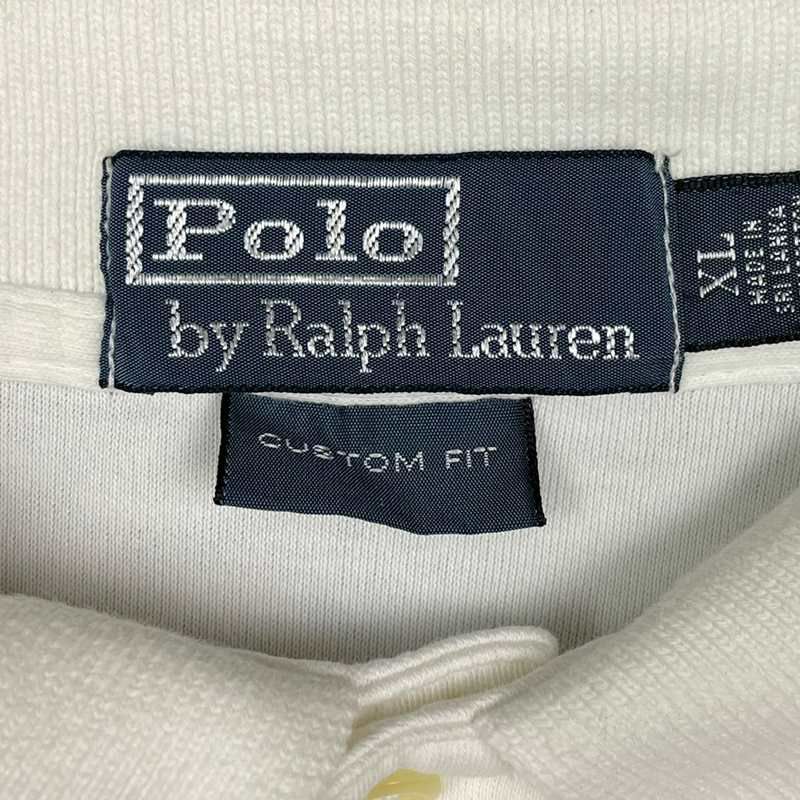 Polo
by Ralph Lauren
CUSTOM FIT
XL
MADE IN
SRI LANKA